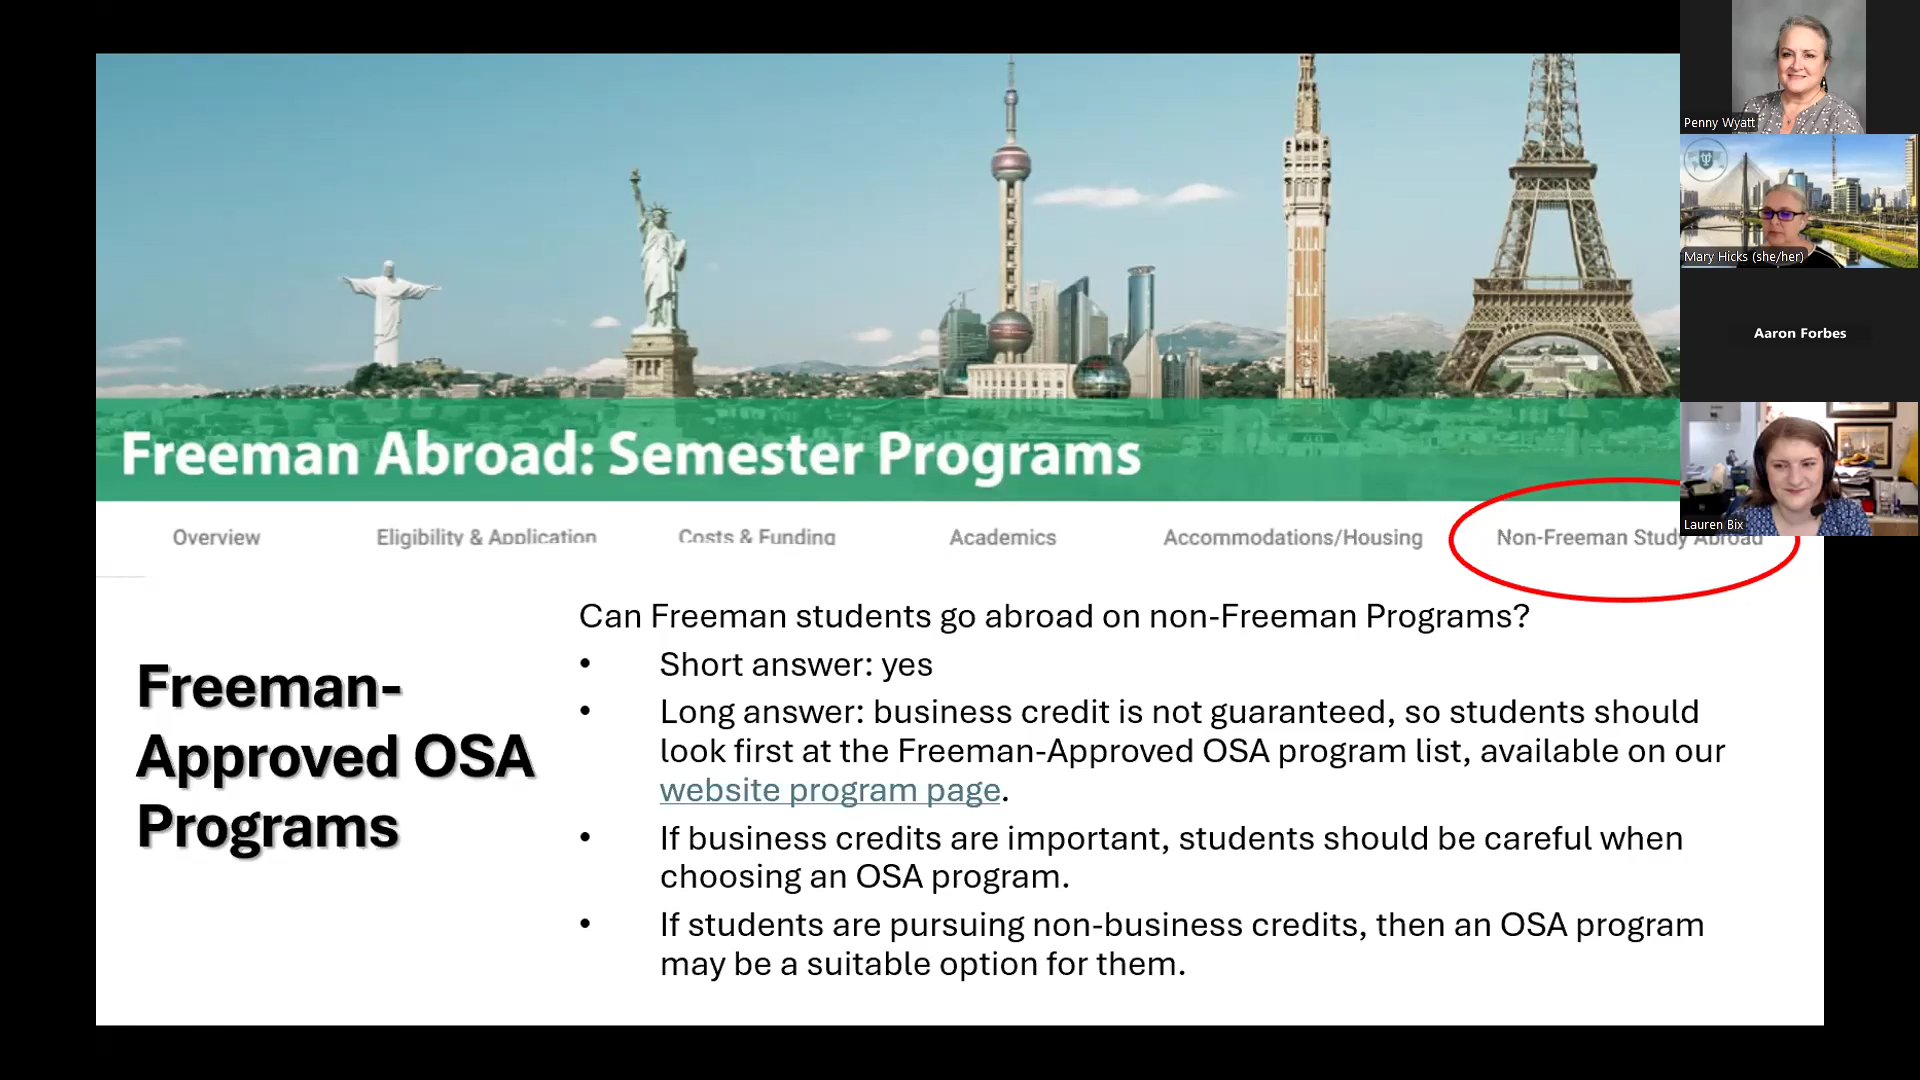 Penny Wyatt
Mary Hicks (she/her)
Aaron Forbes
Lauren Bix
Freeman Abroad: Semester Programs
Overview Eligibility & Application Costs & Funding Academics Accommodations/Housing Non-Freeman Study Abroad
Freeman-
Approved OSA
Programs
Can Freeman students go abroad on non-Freeman Programs?
• Short answer: yes
• Long answer: business credit is not guaranteed, so students should
look first at the Freeman-Approved OSA program list, available on our
website program page.
• If business credits are important, students should be careful when
choosing an OSA program.
• If students are pursuing non-business credits, then an OSA program
may be a suitable option for them.